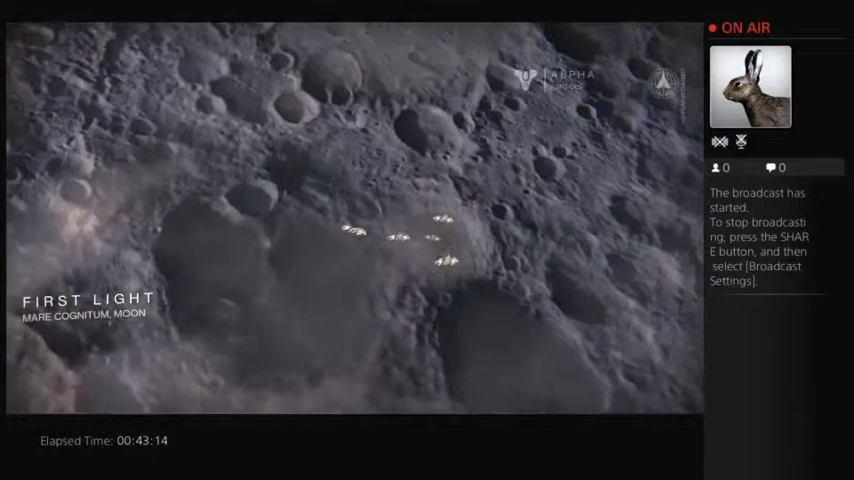 ON AIR
ALPHA
0
0
The broadcast has
started.
To stop broadcasti
ng, press the SHAR
E button, and then
select [Broadcast
Settings].
FIRST LIGHT
MARE COGNITUM, MOON
Elapsed Time: 00:43:14